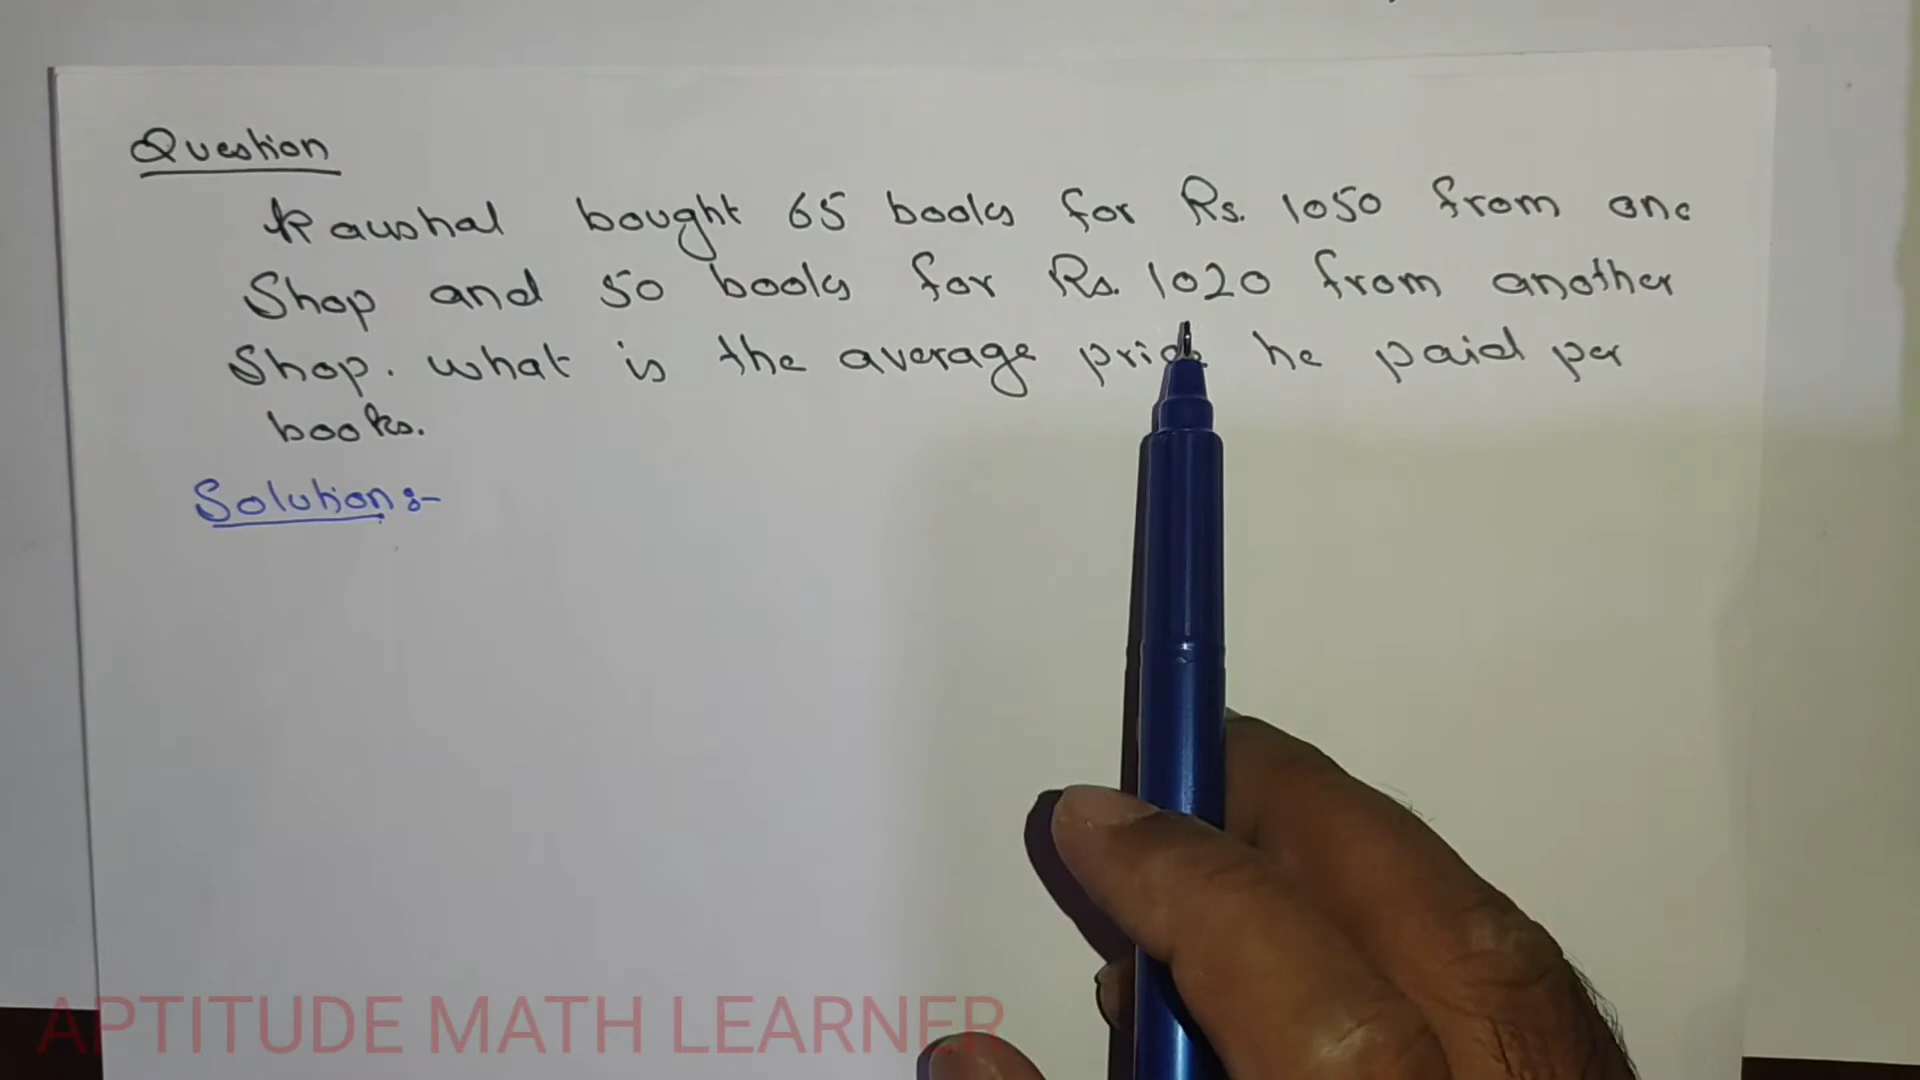 Question
Kaushal bought 65 books for Rs. 1050 from one
Shop and 50 books for Rs. 1020 from another
Shop. what is the average price he paid per
books.
Solution:-
APTITUDE MATH LEARNER